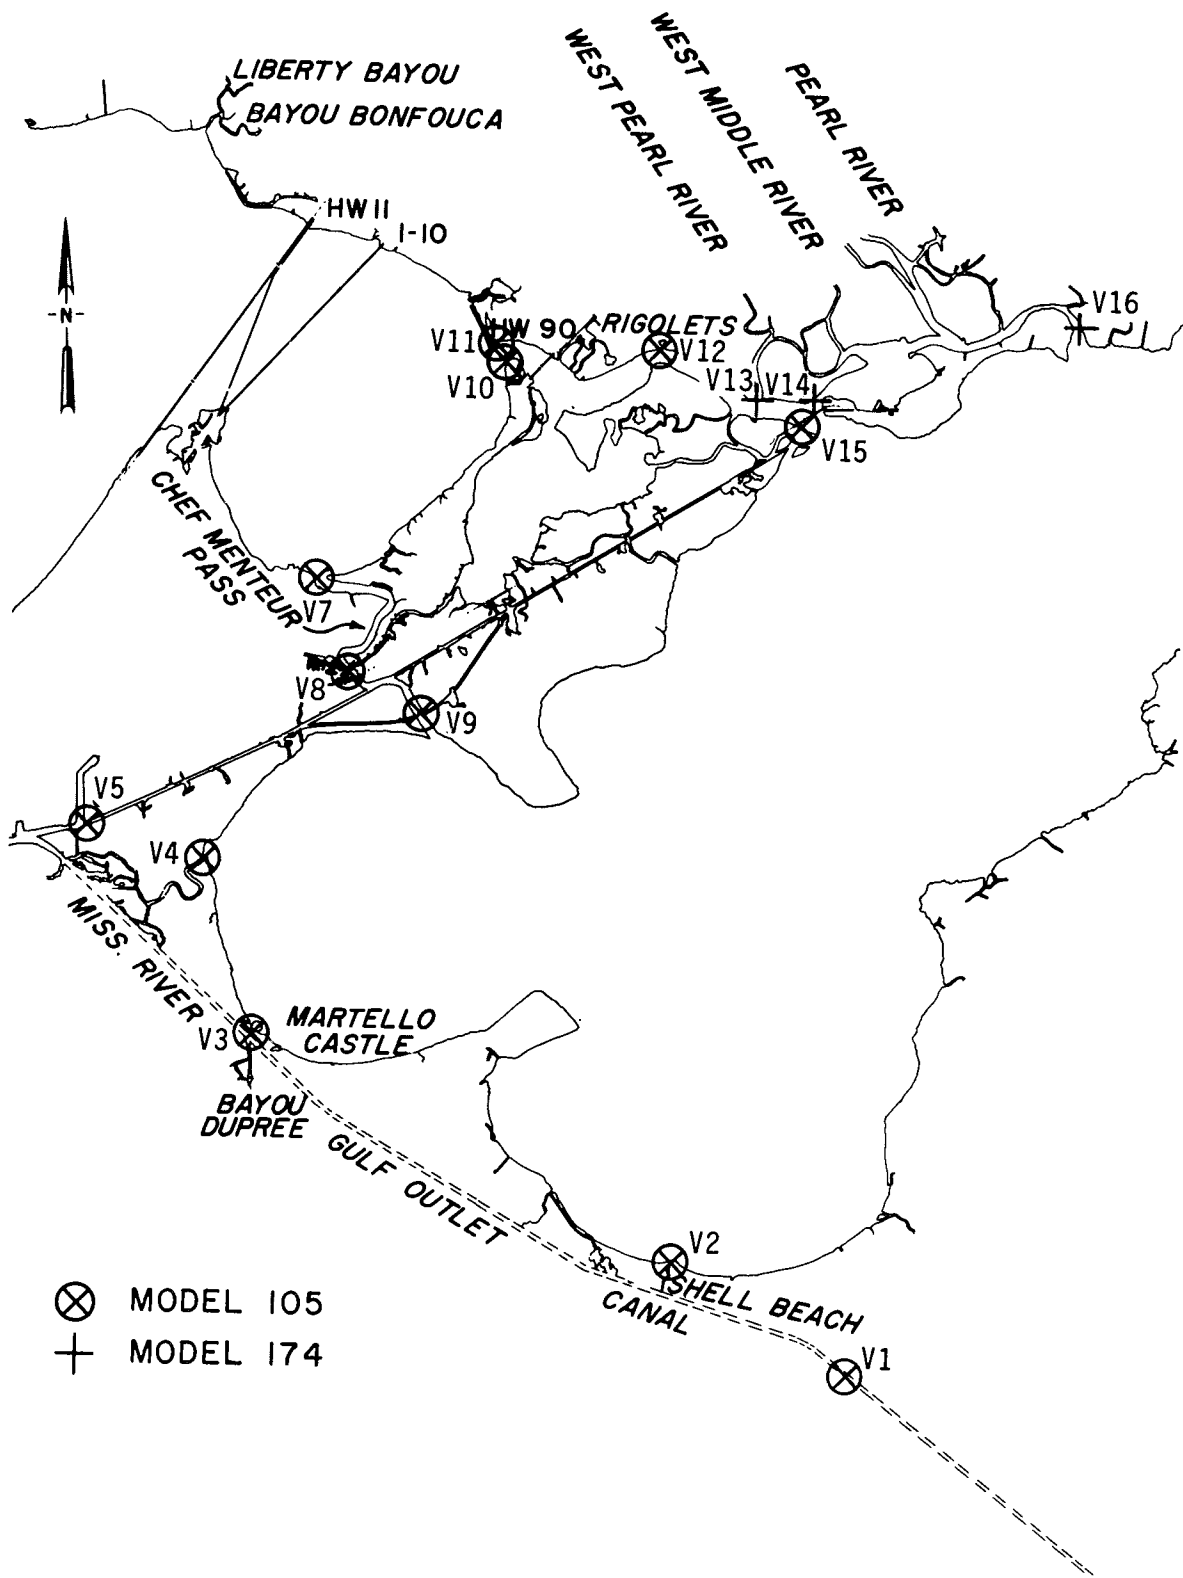 WEST PEARL RIVER
WEST MIDDLE RIVER
PEARL RIVER
LIBERTY BAYOU
BAYOU BONFOUCA
HW 11
I-10
-N-
V16
HW 90
RIGOLETS
V11
V12
V10
V13
V14
V15
CHEF MENTEUR
PASS
V7
V8
V9
V5
V4
MISS. RIVER
V3
MARTELLO
CASTLE
BAYOU
DUPREE
GULF OUTLET
V2
SHELL BEACH
CANAL
V1
MODEL 105
MODEL 174